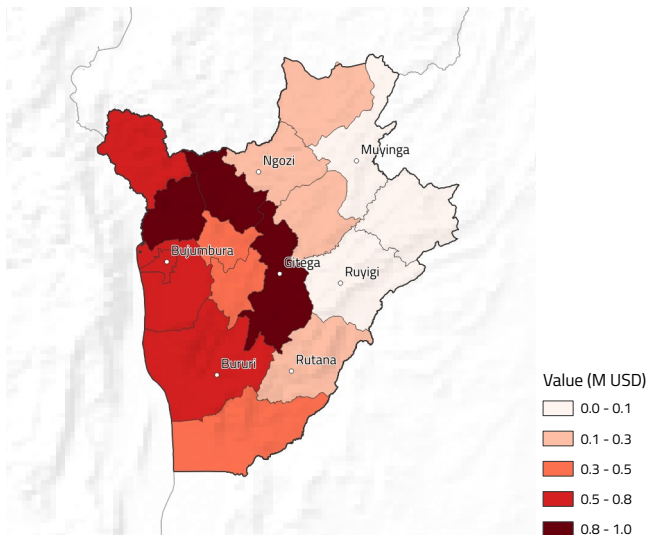 Ngozi
Muyinga
Bujumbura
Gitega
Ruyigi
Bururi
Rutana
Value (M USD)
0.0 - 0.1
0.1 - 0.3
0.3 - 0.5
0.5 - 0.8
0.8 - 1.0